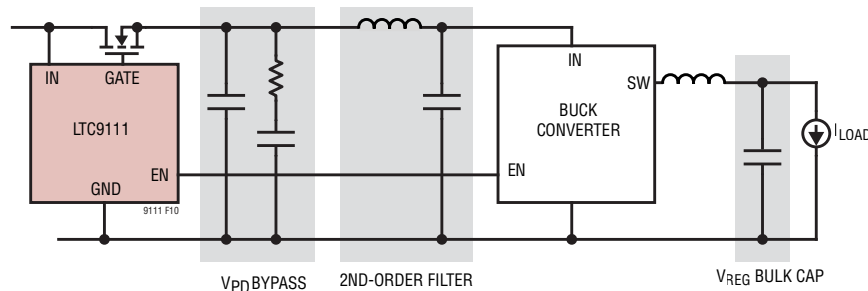 IN
GATE
LTC9111
GND
EN
9111 F10
IN
SW
BUCK
CONVERTER
EN
ILOAD
VPD BYPASS
2ND-ORDER FILTER
VREG BULK CAP